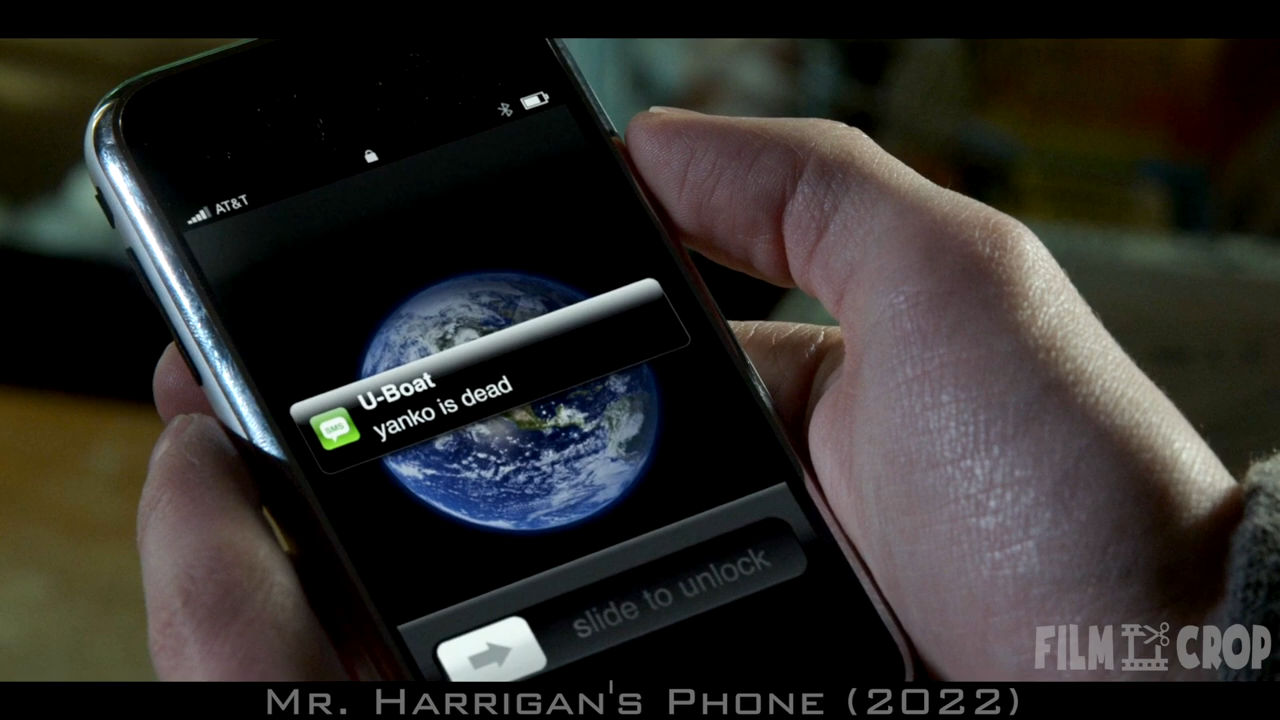 AT&T
U-Boat
SMS
yanko is dead
slide to unlock
FILM CROP
MR. HARRIGAN'S PHONE (2022)